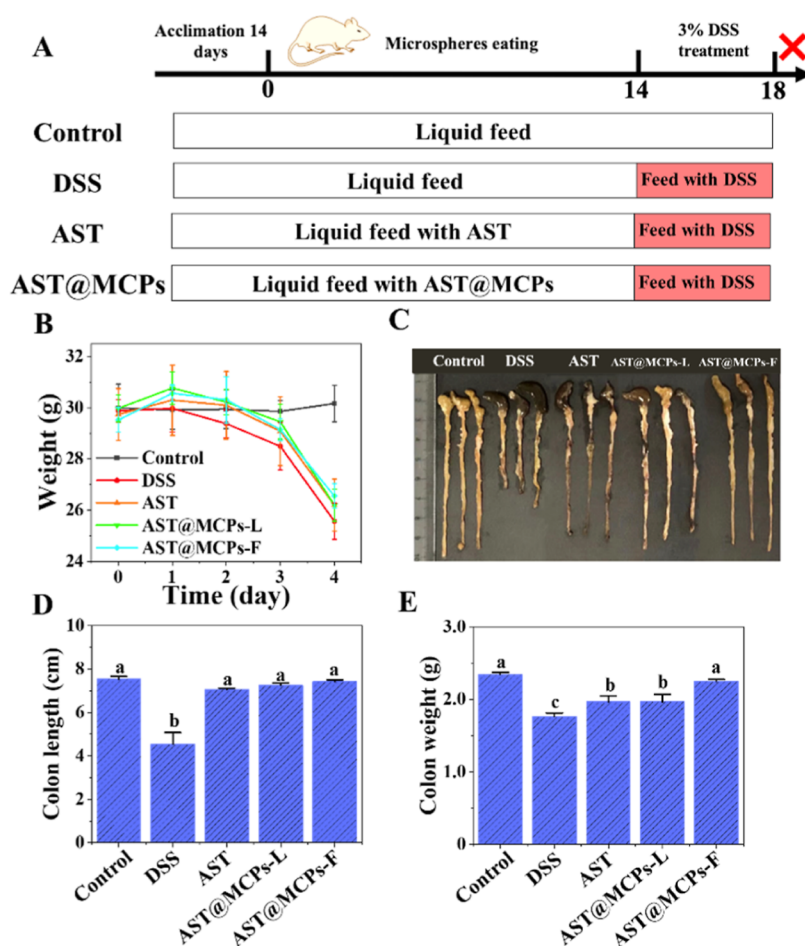 A
Acclimation 14
days
Microspheres eating
3% DSS
treatment
0
14
18
Control
Liquid feed
DSS
Liquid feed
Feed with DSS
AST
Liquid feed with AST
Feed with DSS
AST@MCPs
Liquid feed with AST@MCPs
Feed with DSS
B
Weight (g)
32
30
28
26
24
Control
DSS
AST
AST@MCPs-L
AST@MCPs-F
0
1
2
3
4
Time (day)
C
Control
DSS
AST
AST@MCPs-L
AST@MCPs-F
D
Colon length (cm)
10
8
6
4
2
0
a
b
a
a
a
Control
DSS
AST
AST@MCPs-L
AST@MCPs-F
E
Colon weight (g)
3.0
2.0
1.0
0.0
a
c
b
b
a
Control
DSS
AST
AST@MCPs-L
AST@MCPs-F